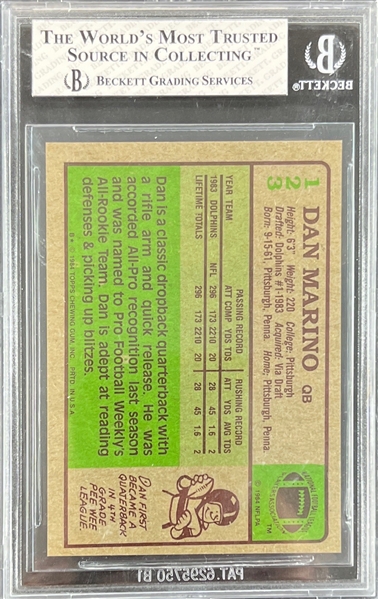 THE WORLD'S MOST TRUSTED
SOURCE IN COLLECTING™
BECKETT GRADING SERVICES
BECKETT
123
DAN MARINO QB
Height: 6'3" Weight: 220 College: Pittsburgh
Drafted: Dolphins #1-1983 Acquired: Via Draft
Born: 9-15-61, Pittsburgh, Penna. Home: Pittsburgh, Penna.
© 1984 NFLPA
TM
PASSING RECORD RUSHING RECORD
YEAR TEAM ATT COMP YDS TDS ATT YDS AVG TDS
1983 DOLPHINS NFL 296 173 2210 20 28 45 1.6 2
LIFETIME TOTALS 296 173 2210 20 28 45 1.6 2
Dan is a classic dropback quarterback with
a rifle arm and quick release. He was
accorded All-Pro recognition last season
and was named to Pro Football Weekly's
All-Rookie Team. Dan is adept at reading
defenses & picking up blitzes.
DAN FIRST
BECAME A
QUATERBACK
IN 4TH
GRADE
PEE WEE
LEAGUE.
© 1984 TOPPS CHEWING GUM, INC. PRTD. IN U.S.A.
PAT. 6295750 B1